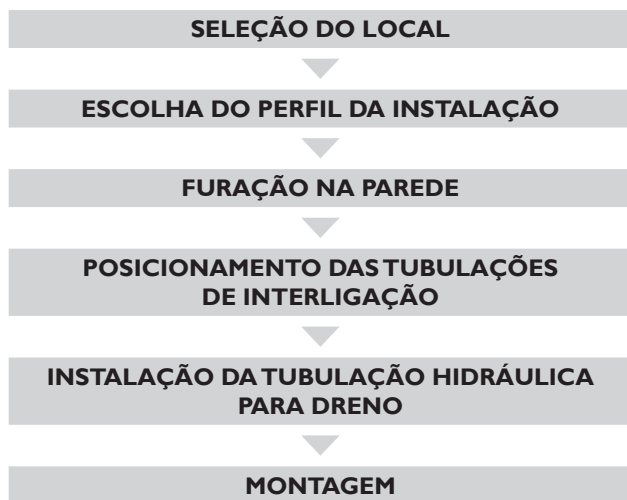 SELEÇÃO DO LOCAL
ESCOLHA DO PERFIL DA INSTALAÇÃO
FURAÇÃO NA PAREDE
POSICIONAMENTO DAS TUBULAÇÕES
DE INTERLIGAÇÃO
INSTALAÇÃO DA TUBULAÇÃO HIDRÁULICA
PARA DRENO
MONTAGEM